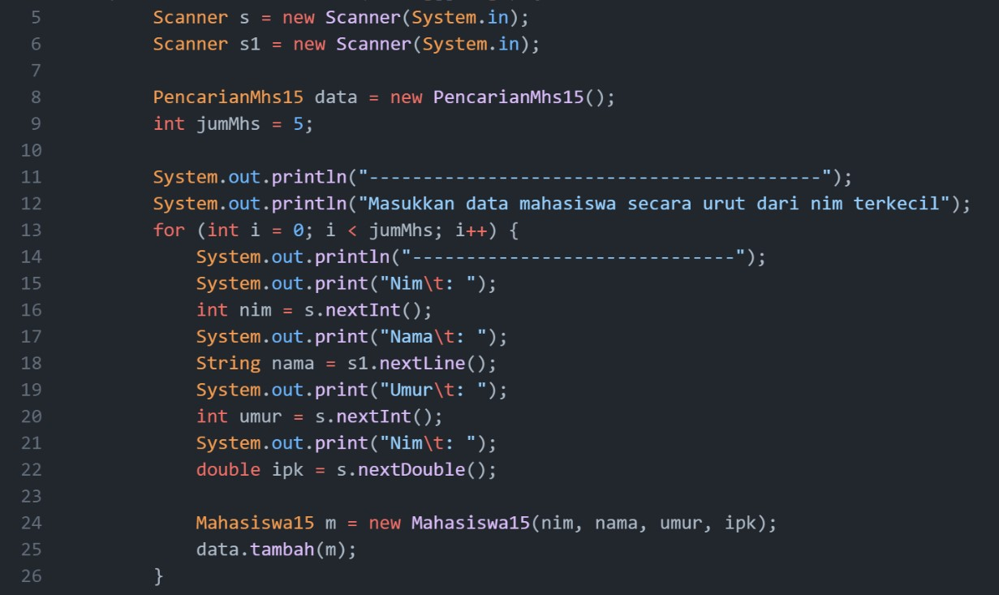 5 Scanner s = new Scanner(System.in);
6 Scanner s1 = new Scanner(System.in);
7
8 PencarianMhs15 data = new PencarianMhs15();
9 int jumMhs = 5;
10
11 System.out.println("------------------------------------------");
12 System.out.println("Masukkan data mahasiswa secara urut dari nim terkecil");
13 for (int i = 0; i < jumMhs; i++) {
14 System.out.println("------------------------------");
15 System.out.print("Nim\t: ");
16 int nim = s.nextInt();
17 System.out.print("Nama\t: ");
18 String nama = s1.nextLine();
19 System.out.print("Umur\t: ");
20 int umur = s.nextInt();
21 System.out.print("Nim\t: ");
22 double ipk = s.nextDouble();
23
24 Mahasiswa15 m = new Mahasiswa15(nim, nama, umur, ipk);
25 data.tambah(m);
26 }